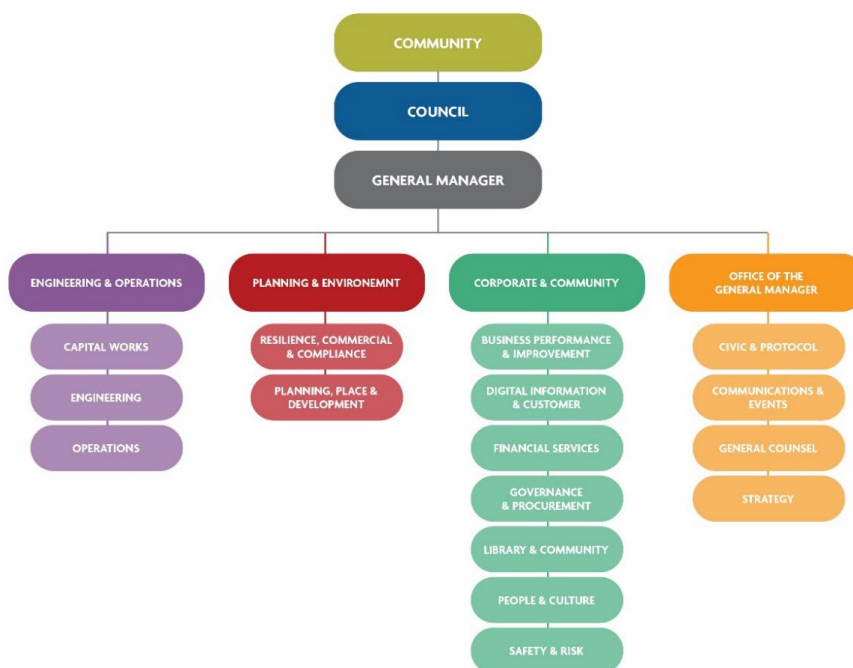 COMMUNITY
COUNCIL
GENERAL MANAGER
ENGINEERING & OPERATIONS
CAPITAL WORKS
ENGINEERING
OPERATIONS
PLANNING & ENVIRONEMNT
RESILIENCE, COMMERCIAL
& COMPLIANCE
PLANNING, PLACE &
DEVELOPMENT
CORPORATE & COMMUNITY
BUSINESS PERFORMANCE
& IMPROVEMENT
DIGITAL INFORMATION
& CUSTOMER
FINANCIAL SERVICES
GOVERNANCE
& PROCUREMENT
LIBRARY & COMMUNITY
PEOPLE & CULTURE
SAFETY & RISK
OFFICE OF THE
GENERAL MANAGER
CIVIC & PROTOCOL
COMMUNICATIONS &
EVENTS
GENERAL COUNSEL
STRATEGY